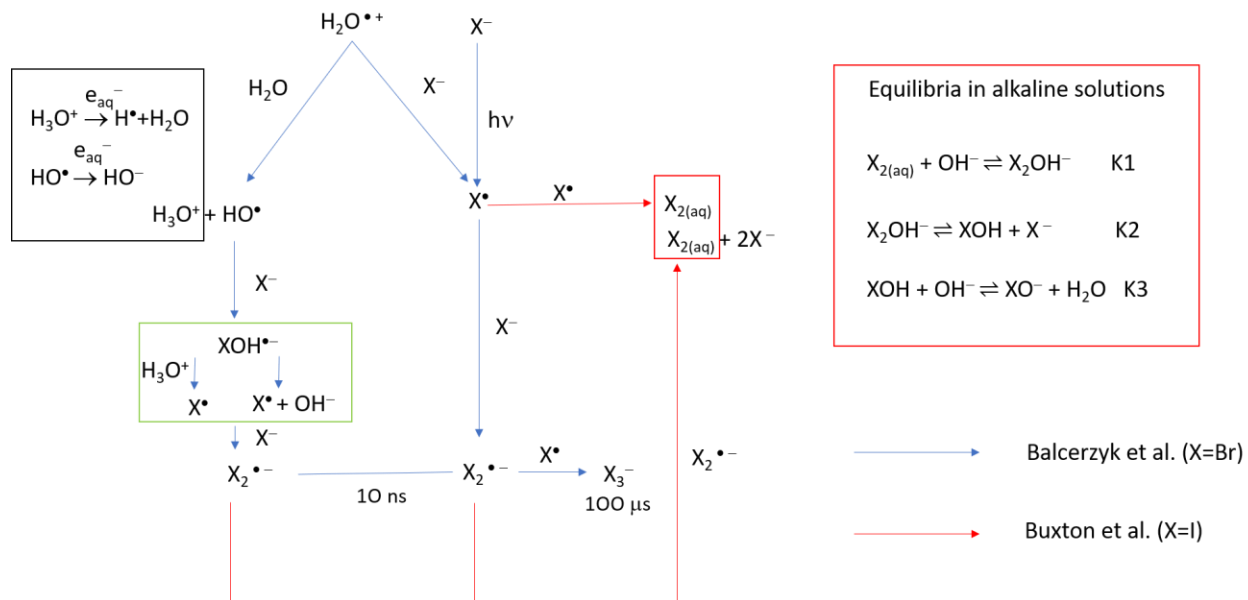 H₂O•⁺
X⁻
H₂O
X⁻
hν
e_aq⁻
H₃O⁺ → H•+H₂O
e_aq⁻
HO• → HO⁻
H₃O⁺ + HO•
X•
X•
X₂(aq)
X₂(aq) + 2X⁻
X⁻
X⁻
XOH•⁻
H₃O⁺
X•
X• + OH⁻
X⁻
X₂•⁻
10 ns
X₂•⁻
X•
X₃⁻
100 μs
X₂•⁻
Equilibria in alkaline solutions
X₂(aq) + OH⁻ ⇌ X₂OH⁻ K1
X₂OH⁻ ⇌ XOH + X⁻ K2
XOH + OH⁻ ⇌ XO⁻ + H₂O K3
Balcerzyk et al. (X=Br)
Buxton et al. (X=I)